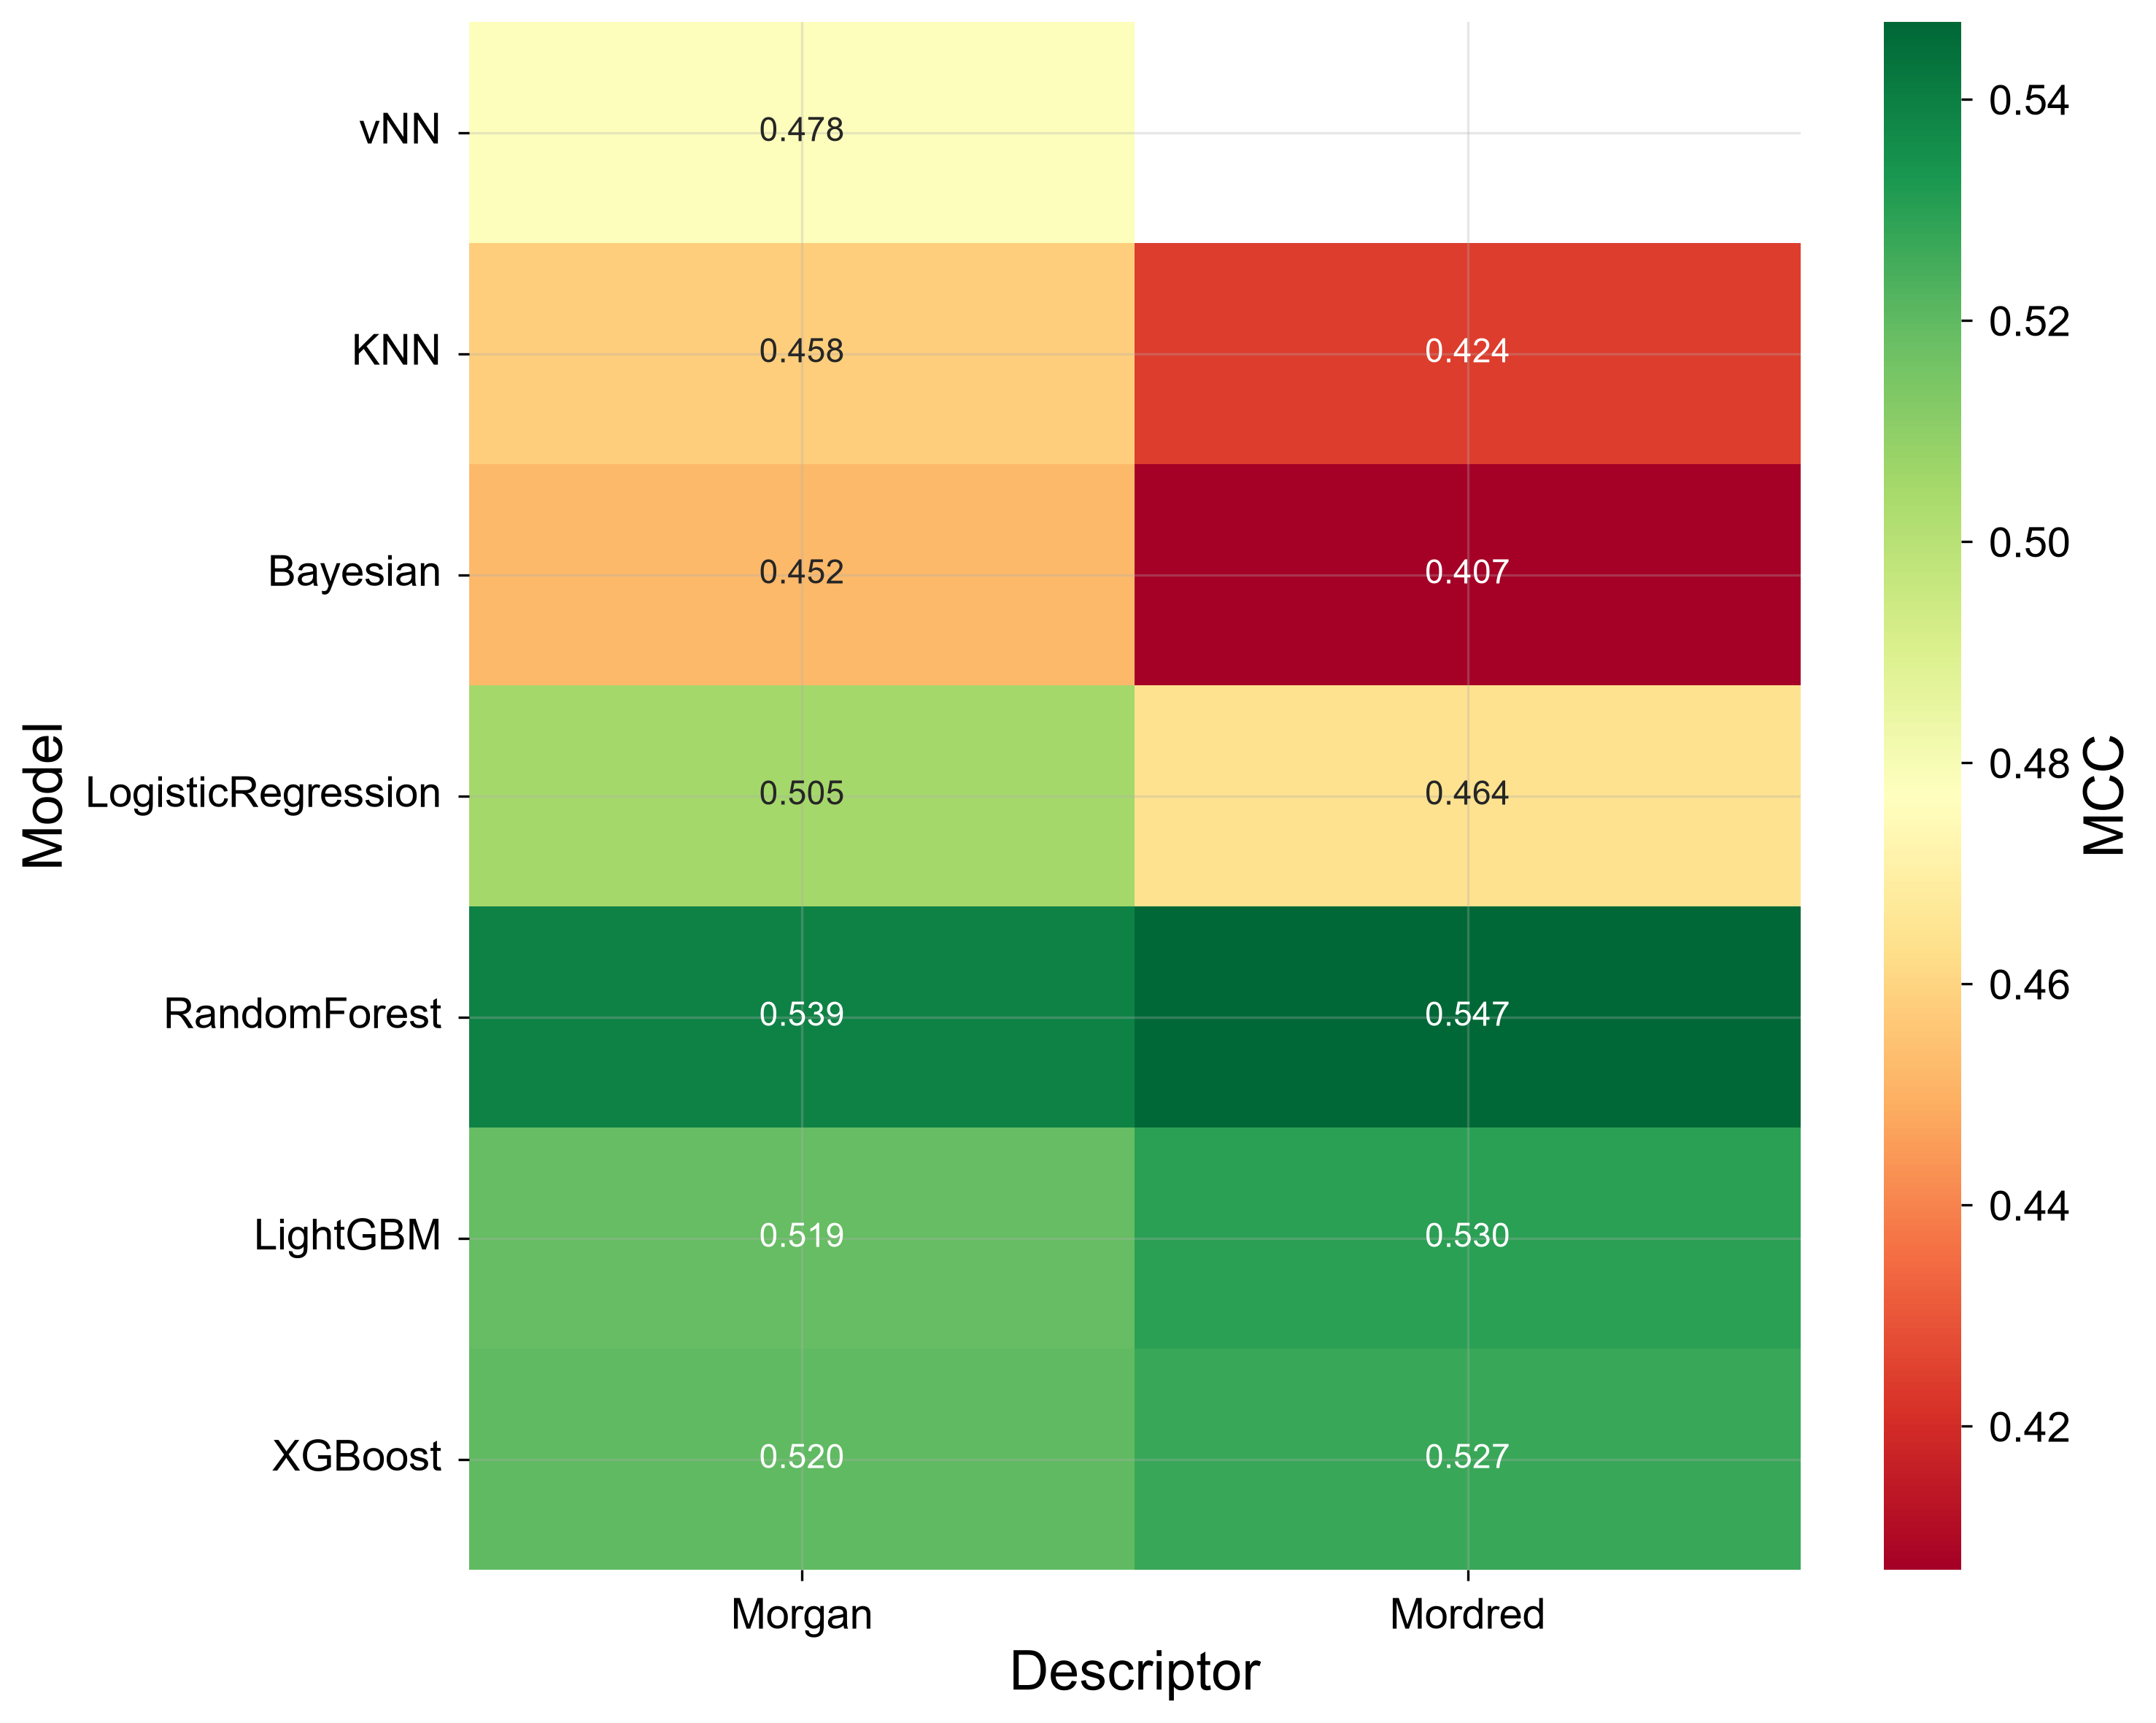 vNN 0.478
KNN 0.458 0.424
Bayesian 0.452 0.407
LogisticRegression 0.505 0.464
RandomForest 0.539 0.547
LightGBM 0.519 0.530
XGBoost 0.520 0.527
Model
Morgan Mordred
Descriptor
0.54
0.52
0.50
0.48
0.46
0.44
0.42
MCC